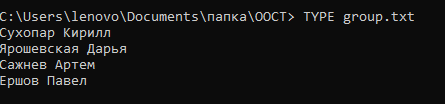 C:\Users\lenovo\Documents\папка\ООСТ> TYPE group.txt
Сухопар Кирилл
Ярошевская Дарья
Сажнев Артем
Ершов Павел